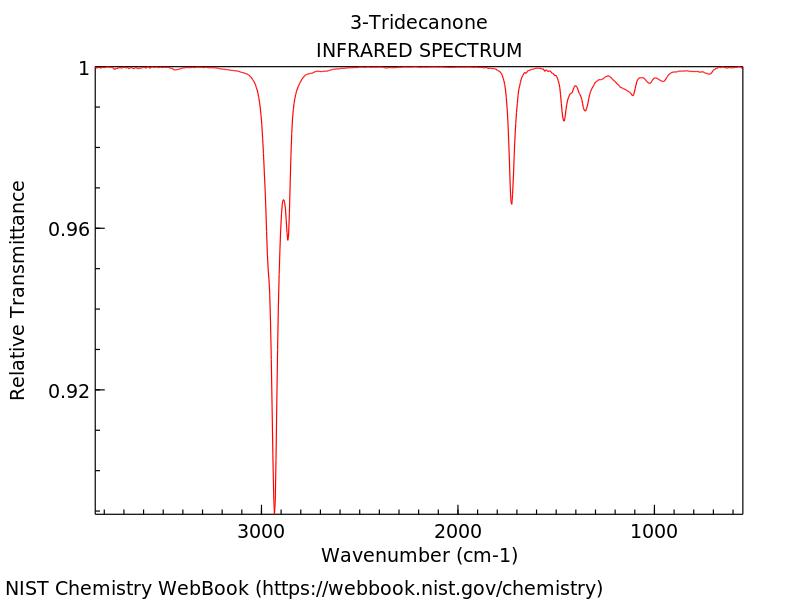 3-Tridecanone
INFRARED SPECTRUM
1
0.96
0.92
Relative Transmittance
3000 2000 1000
Wavenumber (cm-1)
NIST Chemistry WebBook (https://webbook.nist.gov/chemistry)